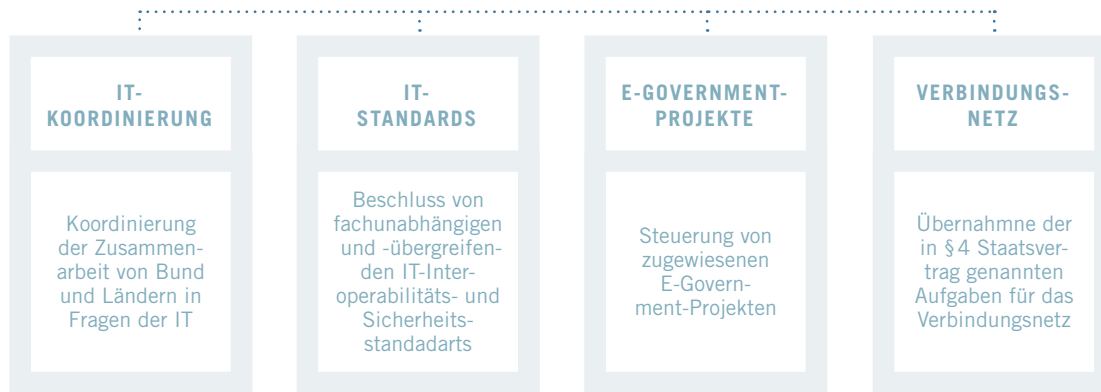 IT-
KOORDINIERUNG
Koordinierung
der Zusammen-
arbeit von Bund
und Ländern in
Fragen der IT
IT-
STANDARDS
Beschluss von
fachunabhängigen
und -übergreifen-
den IT-Inter-
operabilitäts- und
Sicherheits-
standadarts
E-GOVERNMENT-
PROJEKTE
Steuerung von
zugewiesenen
E-Govern-
ment-Projekten
VERBINDUNGS-
NETZ
Übernahmne der
in § 4 Staatsver-
trag genannten
Aufgaben für das
Verbindungsnetz